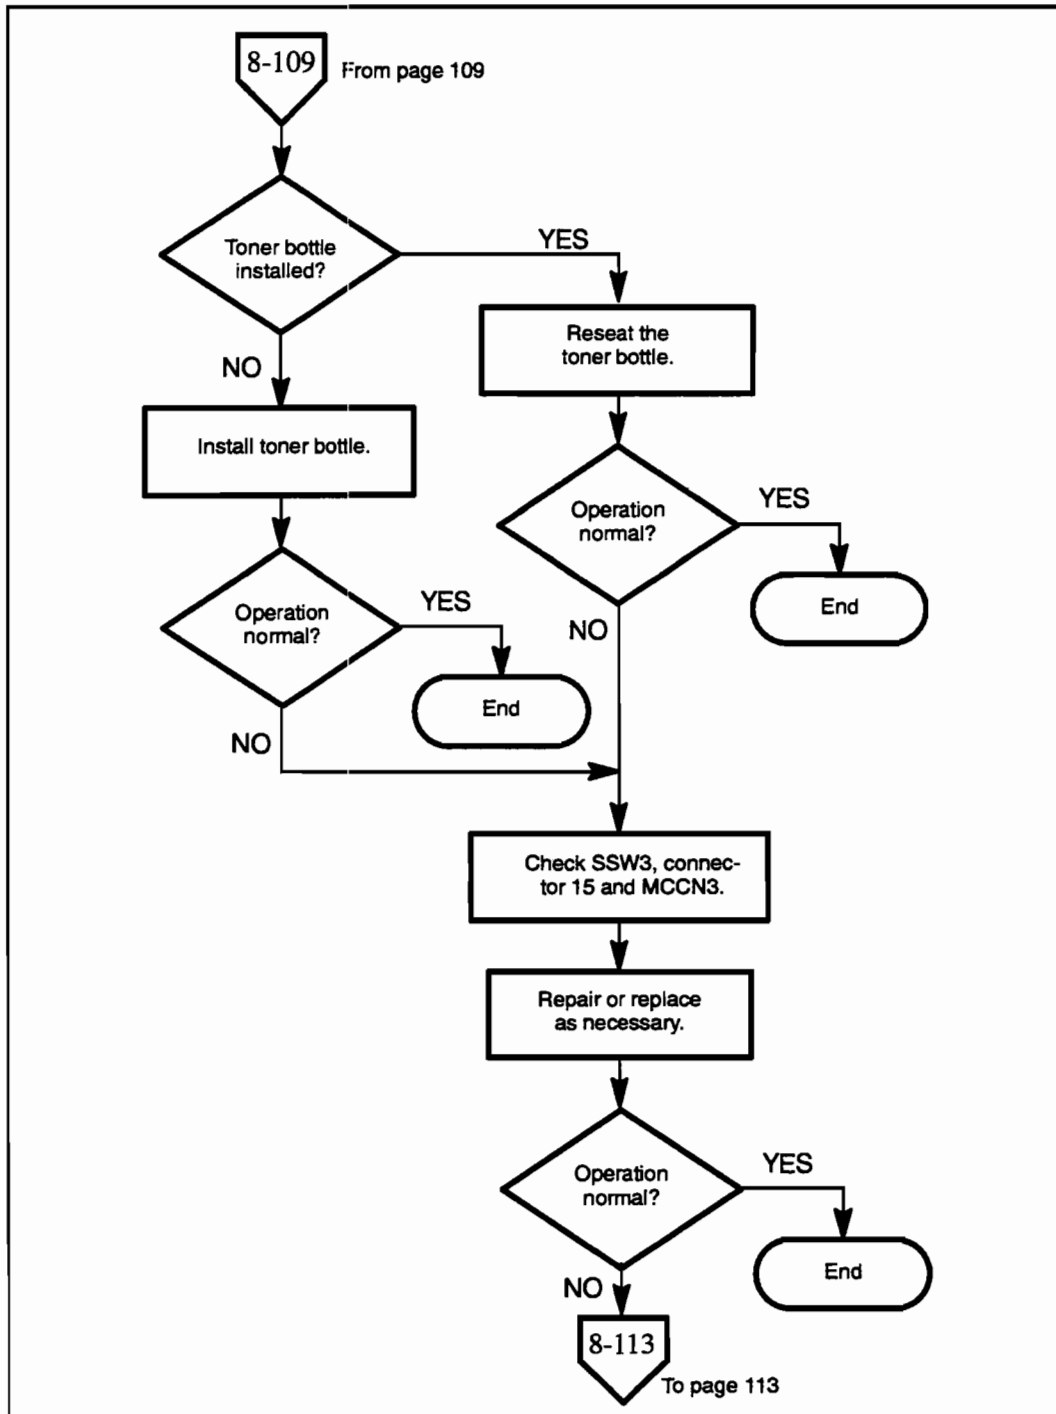 8-109
From page 109
Toner bottle
installed?
YES
NO
Reseat the
toner bottle.
Install toner bottle.
Operation
normal?
YES
End
NO
Operation
normal?
YES
End
NO
Check SSW3, connec-
tor 15 and MCCN3.
Repair or replace
as necessary.
Operation
normal?
YES
End
NO
8-113
To page 113